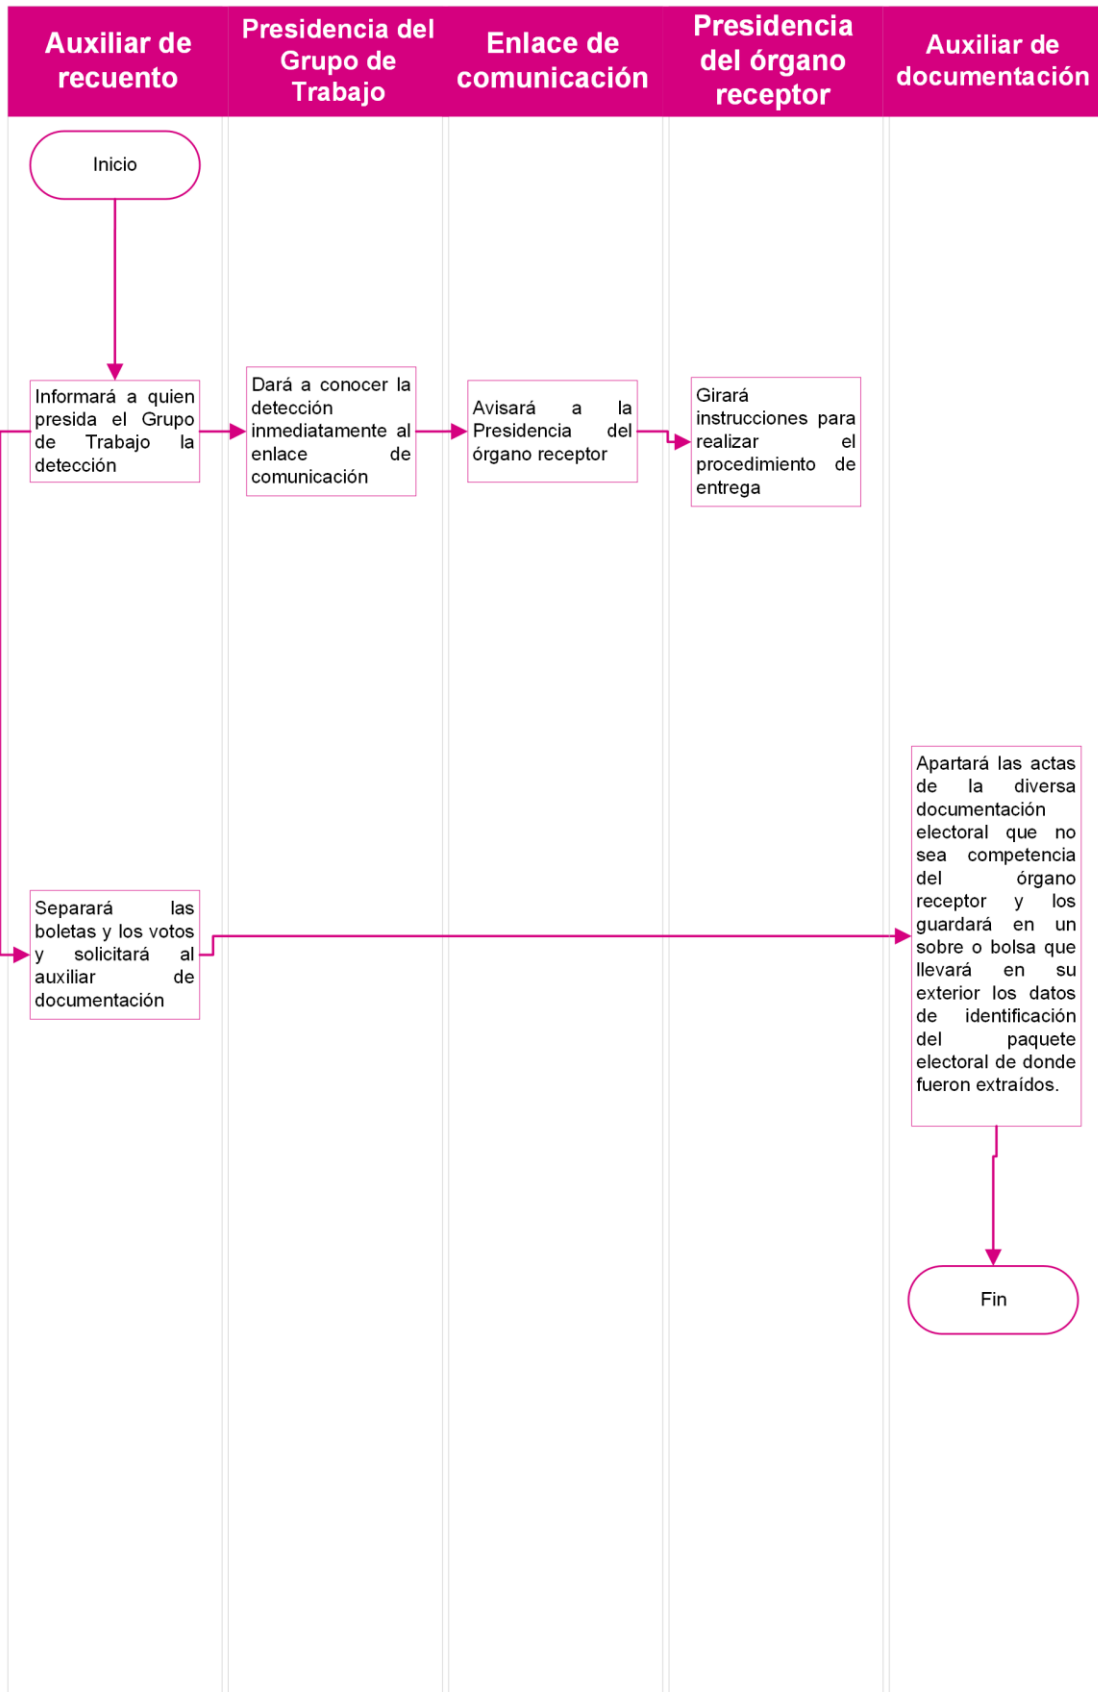 Auxiliar de
recuento
Presidencia del
Grupo de
Trabajo
Enlace de
comunicación
Presidencia
del órgano
receptor
Auxiliar de
documentación
Inicio
Informará a quien
presida el Grupo
de Trabajo la
detección
Dará a conocer la
detección
inmediatamente al
enlace de
comunicación
Avisará a la
Presidencia del
órgano receptor
Girará
instrucciones para
realizar el
procedimiento de
entrega
Separará las
boletas y los votos
y solicitará al
auxiliar de
documentación
Apartará las actas
de la diversa
documentación
electoral que no
sea competencia
del órgano
receptor y los
guardará en un
sobre o bolsa que
llevará en su
exterior los datos
de identificación
del paquete
electoral de donde
fueron extraídos.
Fin